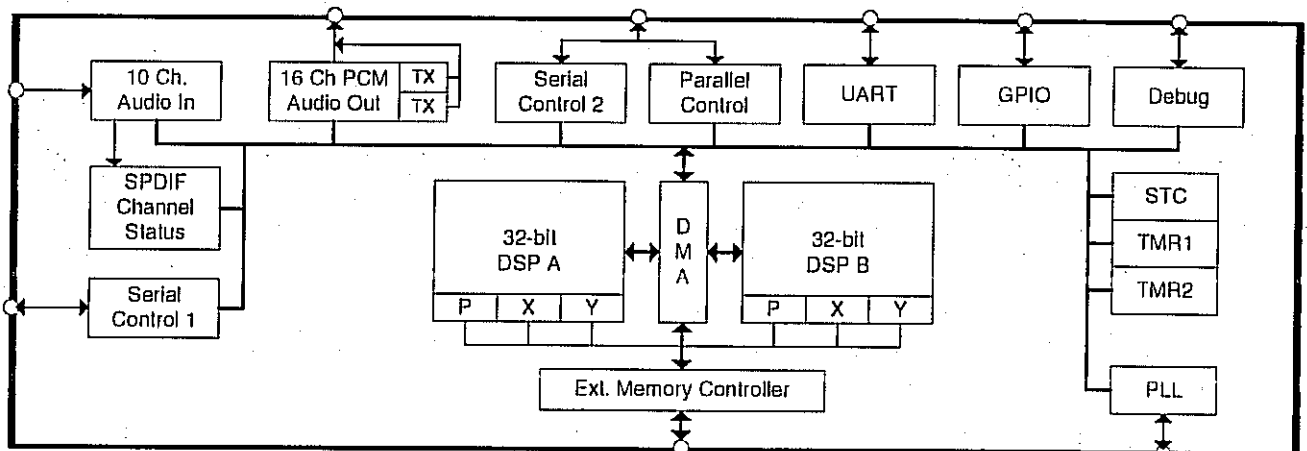 10 Ch.
Audio In
16 Ch PCM
Audio Out
TX
TX
Serial
Control 2
Parallel
Control
UART
GPIO
Debug
SPDIF
Channel
Status
Serial
Control 1
32-bit
DSP A
P
X
Y
D
M
A
32-bit
DSP B
P
X
Y
STC
TMR1
TMR2
Ext. Memory Controller
PLL